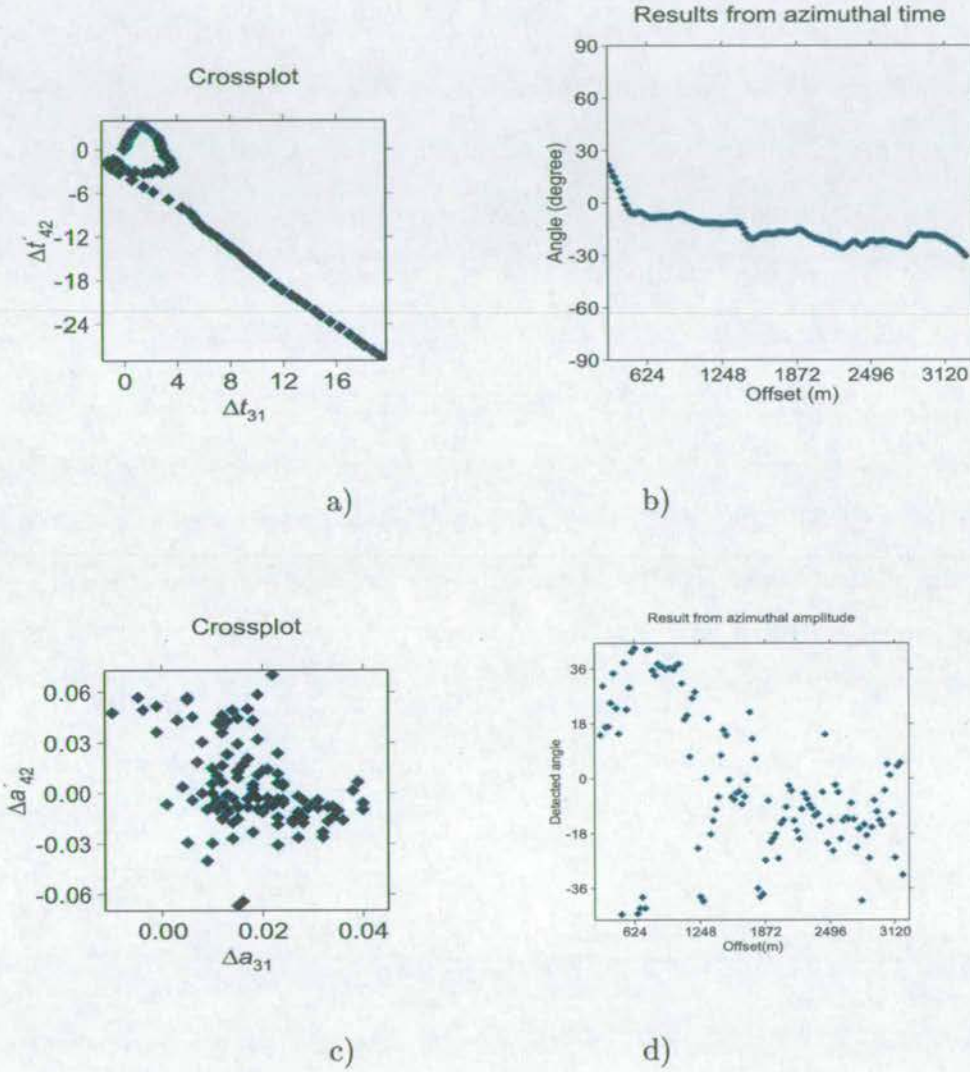 Crossplot
0
-6
-12
-18
-24
Δt′42
0 4 8 12 16
Δt31
a)
Results from azimuthal time
90
60
30
0
-30
-60
-90
Angle (degree)
624 1248 1872 2496 3120
Offset (m)
b)
Crossplot
0.06
0.03
0.00
-0.03
-0.06
Δa′42
0.00 0.02 0.04
Δa31
c)
Result from azimuthal amplitude
36
18
0
-18
-36
Detected angle
624 1248 1872 2496 3120
Offset(m)
d)